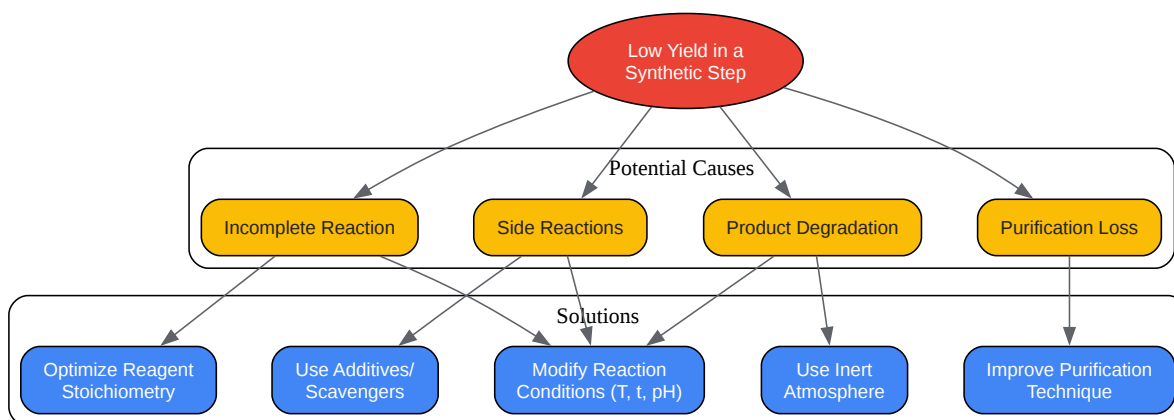 Low Yield in a
Synthetic Step
Potential Causes
Incomplete Reaction
Side Reactions
Product Degradation
Purification Loss
Solutions
Optimize Reagent
Stoichiometry
Use Additives/
Scavengers
Modify Reaction
Conditions (T, t, pH)
Use Inert
Atmosphere
Improve Purification
Technique